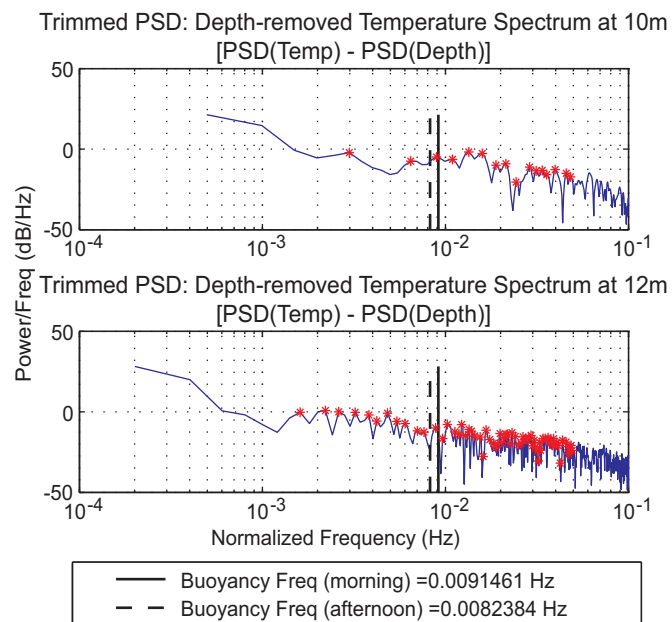 Trimmed PSD: Depth-removed Temperature Spectrum at 10m
[PSD(Temp) - PSD(Depth)]
50
0
-50
10^-4
10^-3
10^-2
10^-1
Trimmed PSD: Depth-removed Temperature Spectrum at 12m
[PSD(Temp) - PSD(Depth)]
Power/Freq (dB/Hz)
50
0
-50
10^-4
10^-3
10^-2
10^-1
Normalized Frequency (Hz)
Buoyancy Freq (morning) =0.0091461 Hz
Buoyancy Freq (afternoon) =0.0082384 Hz